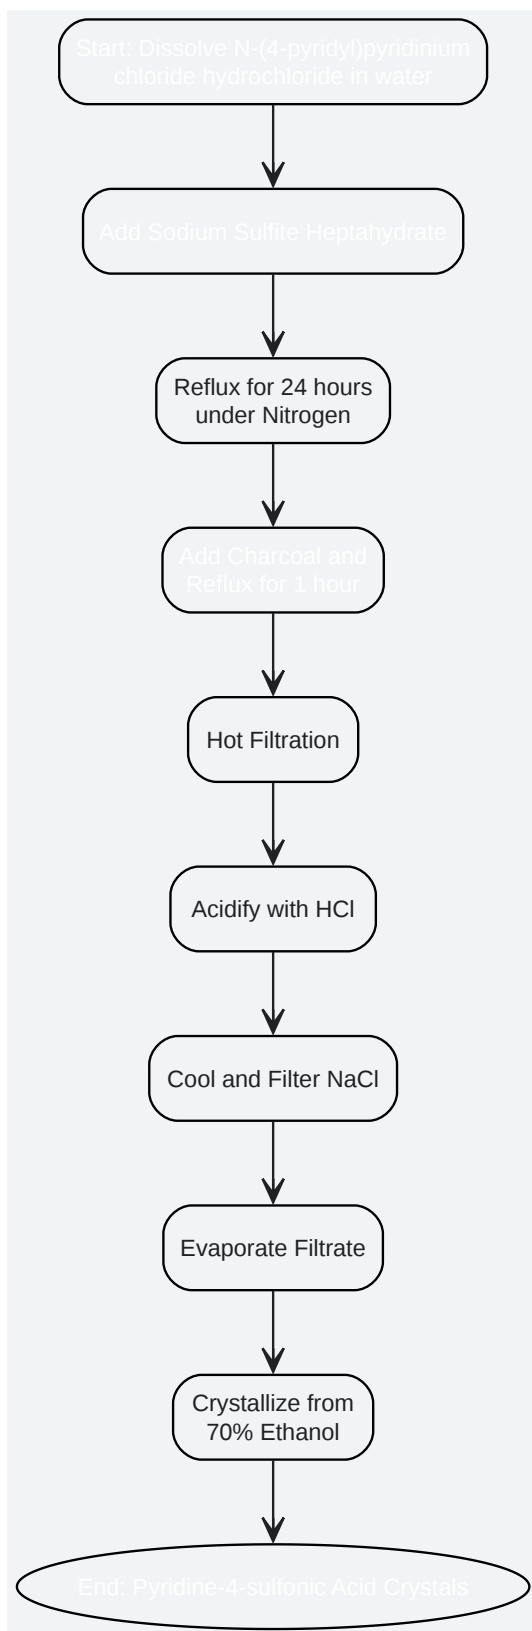 Start: Dissolve N-(4-pyridyl)pyridinium
chloride hydrochloride in water
Add Sodium Sulfite Heptahydrate
Reflux for 24 hours
under Nitrogen
Add Charcoal and
Reflux for 1 hour
Hot Filtration
Acidify with HCl
Cool and Filter NaCl
Evaporate Filtrate
Crystallize from
70% Ethanol
End: Pyridine-4-sulfonic Acid Crystals